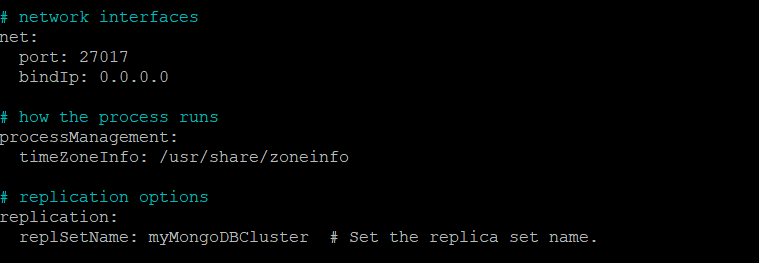 # network interfaces
net:
  port: 27017
  bindIp: 0.0.0.0
# how the process runs
processManagement:
  timeZoneInfo: /usr/share/zoneinfo
# replication options
replication:
  replSetName: myMongoDBCluster  # Set the replica set name.